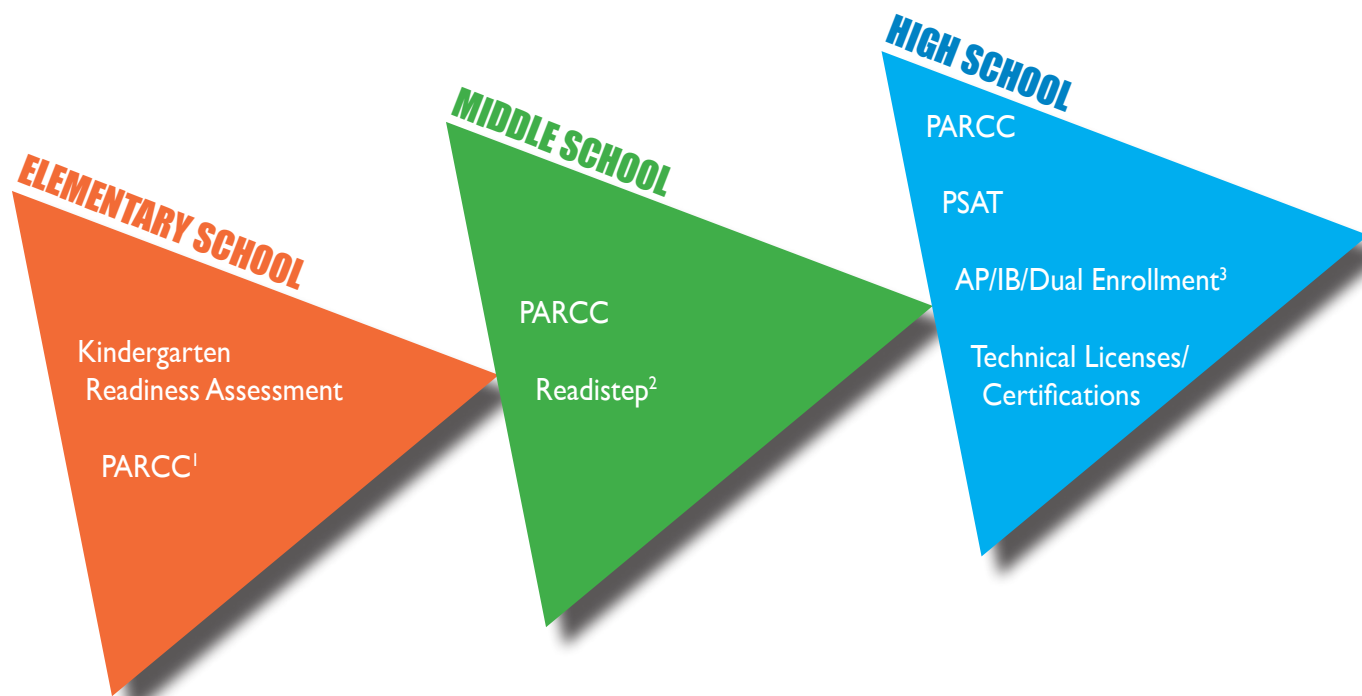 ELEMENTARY SCHOOL
Kindergarten
Readiness Assessment
PARCC¹
MIDDLE SCHOOL
PARCC
Readistep²
HIGH SCHOOL
PARCC
PSAT
AP/IB/Dual Enrollment³
Technical Licenses/
Certifications